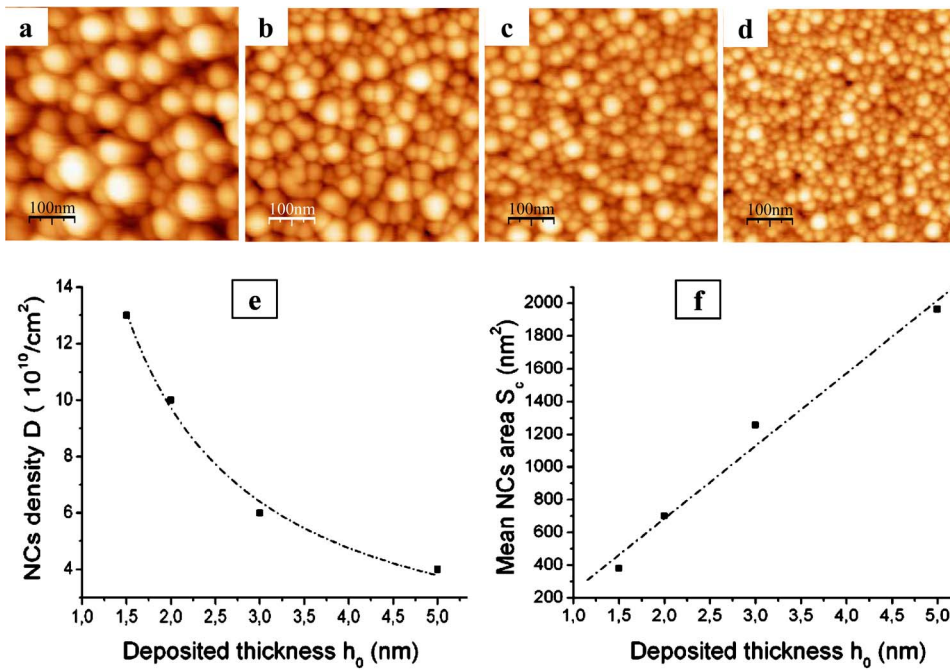 a
b
c
d
100nm
100nm
100nm
100nm
e
NCs density D ( 10^10/cm^2)
14
12
10
8
6
4
1,0 1,5 2,0 2,5 3,0 3,5 4,0 4,5 5,0
Deposited thickness h_0 (nm)
f
Mean NCs area S_c (nm^2)
2000
1800
1600
1400
1200
1000
800
600
400
200
1,0 1,5 2,0 2,5 3,0 3,5 4,0 4,5 5,0
Deposited thickness h_0 (nm)